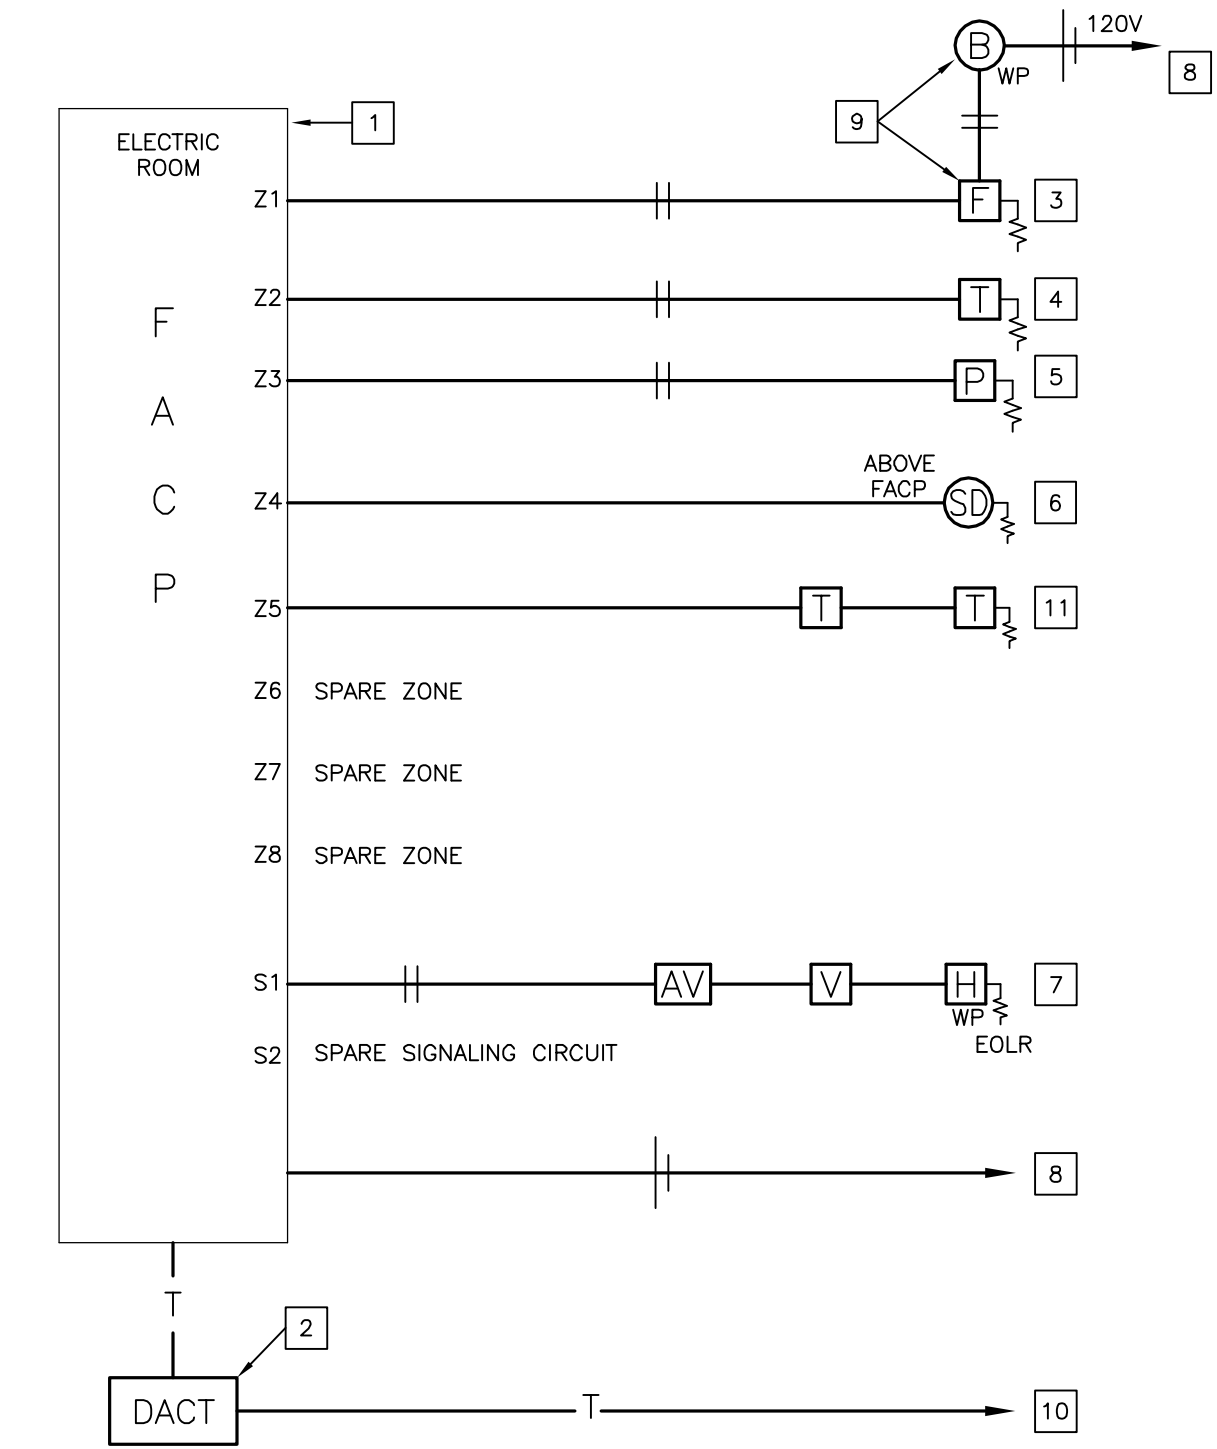 120V
B
WP
8
1
9
ELECTRIC
ROOM
Z1
F
3
Z2
T
4
F
Z3
P
5
A
ABOVE
FACP
Z4
SD
6
C
P
Z5
T
T
11
Z6 SPARE ZONE
Z7 SPARE ZONE
Z8 SPARE ZONE
S1
AV
V
H
7
WP
EOLR
S2 SPARE SIGNALING CIRCUIT
8
T
2
DACT
T
10